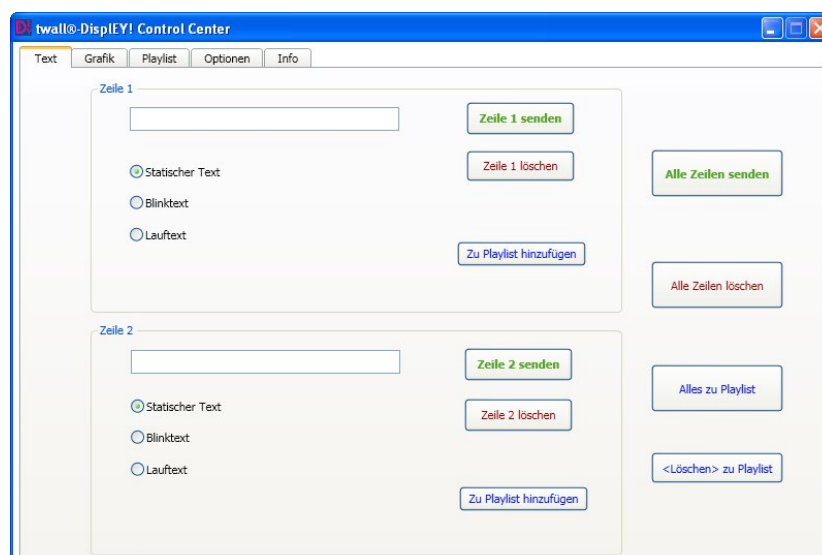 twall®-DisplEY! Control Center
Text Grafik Playlist Optionen Info
Zeile 1
Zeile 1 senden
Statischer Text
Zeile 1 löschen
Blinktext
Lauftext
Zu Playlist hinzufügen
Alle Zeilen senden
Alle Zeilen löschen
Zeile 2
Zeile 2 senden
Statischer Text
Zeile 2 löschen
Blinktext
Lauftext
Zu Playlist hinzufügen
Alles zu Playlist
<Löschen> zu Playlist